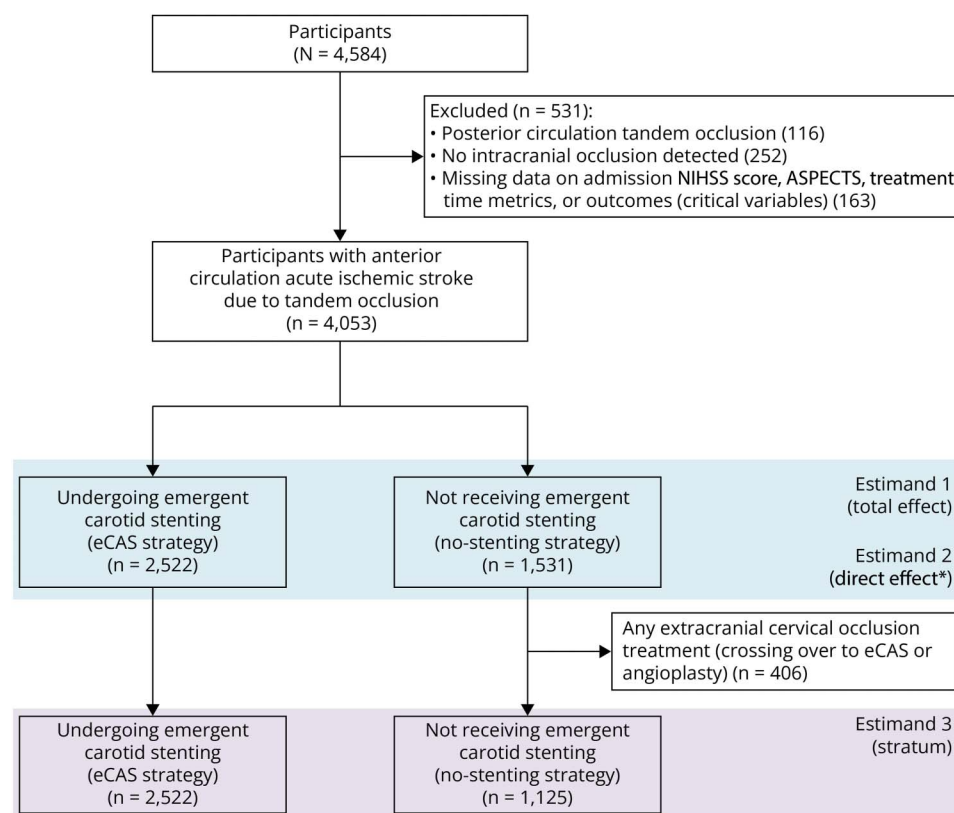 Participants
(N = 4,584)
Excluded (n = 531):
• Posterior circulation tandem occlusion (116)
• No intracranial occlusion detected (252)
• Missing data on admission NIHSS score, ASPECTS, treatment
time metrics, or outcomes (critical variables) (163)
Participants with anterior
circulation acute ischemic stroke
due to tandem occlusion
(n = 4,053)
Undergoing emergent
carotid stenting
(eCAS strategy)
(n = 2,522)
Not receiving emergent
carotid stenting
(no-stenting strategy)
(n = 1,531)
Estimand 1
(total effect)
Estimand 2
(direct effect*)
Any extracranial cervical occlusion
treatment (crossing over to eCAS or
angioplasty) (n = 406)
Undergoing emergent
carotid stenting
(eCAS strategy)
(n = 2,522)
Not receiving emergent
carotid stenting
(no-stenting strategy)
(n = 1,125)
Estimand 3
(stratum)